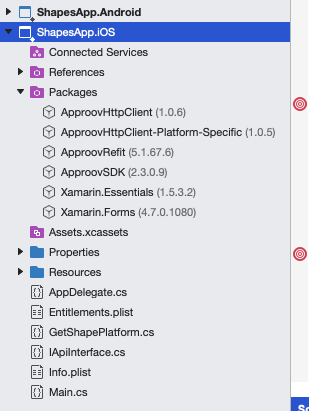 ShapesApp.Android
ShapesApp.iOS
Connected Services
References
Packages
ApproovHttpClient (1.0.6)
ApproovHttpClient-Platform-Specific (1.0.5)
ApproovRefit (5.1.67.6)
ApproovSDK (2.3.0.9)
Xamarin.Essentials (1.5.3.2)
Xamarin.Forms (4.7.0.1080)
Assets.xcassets
Properties
Resources
AppDelegate.cs
Entitlements.plist
GetShapePlatform.cs
IApiInterface.cs
Info.plist
Main.cs